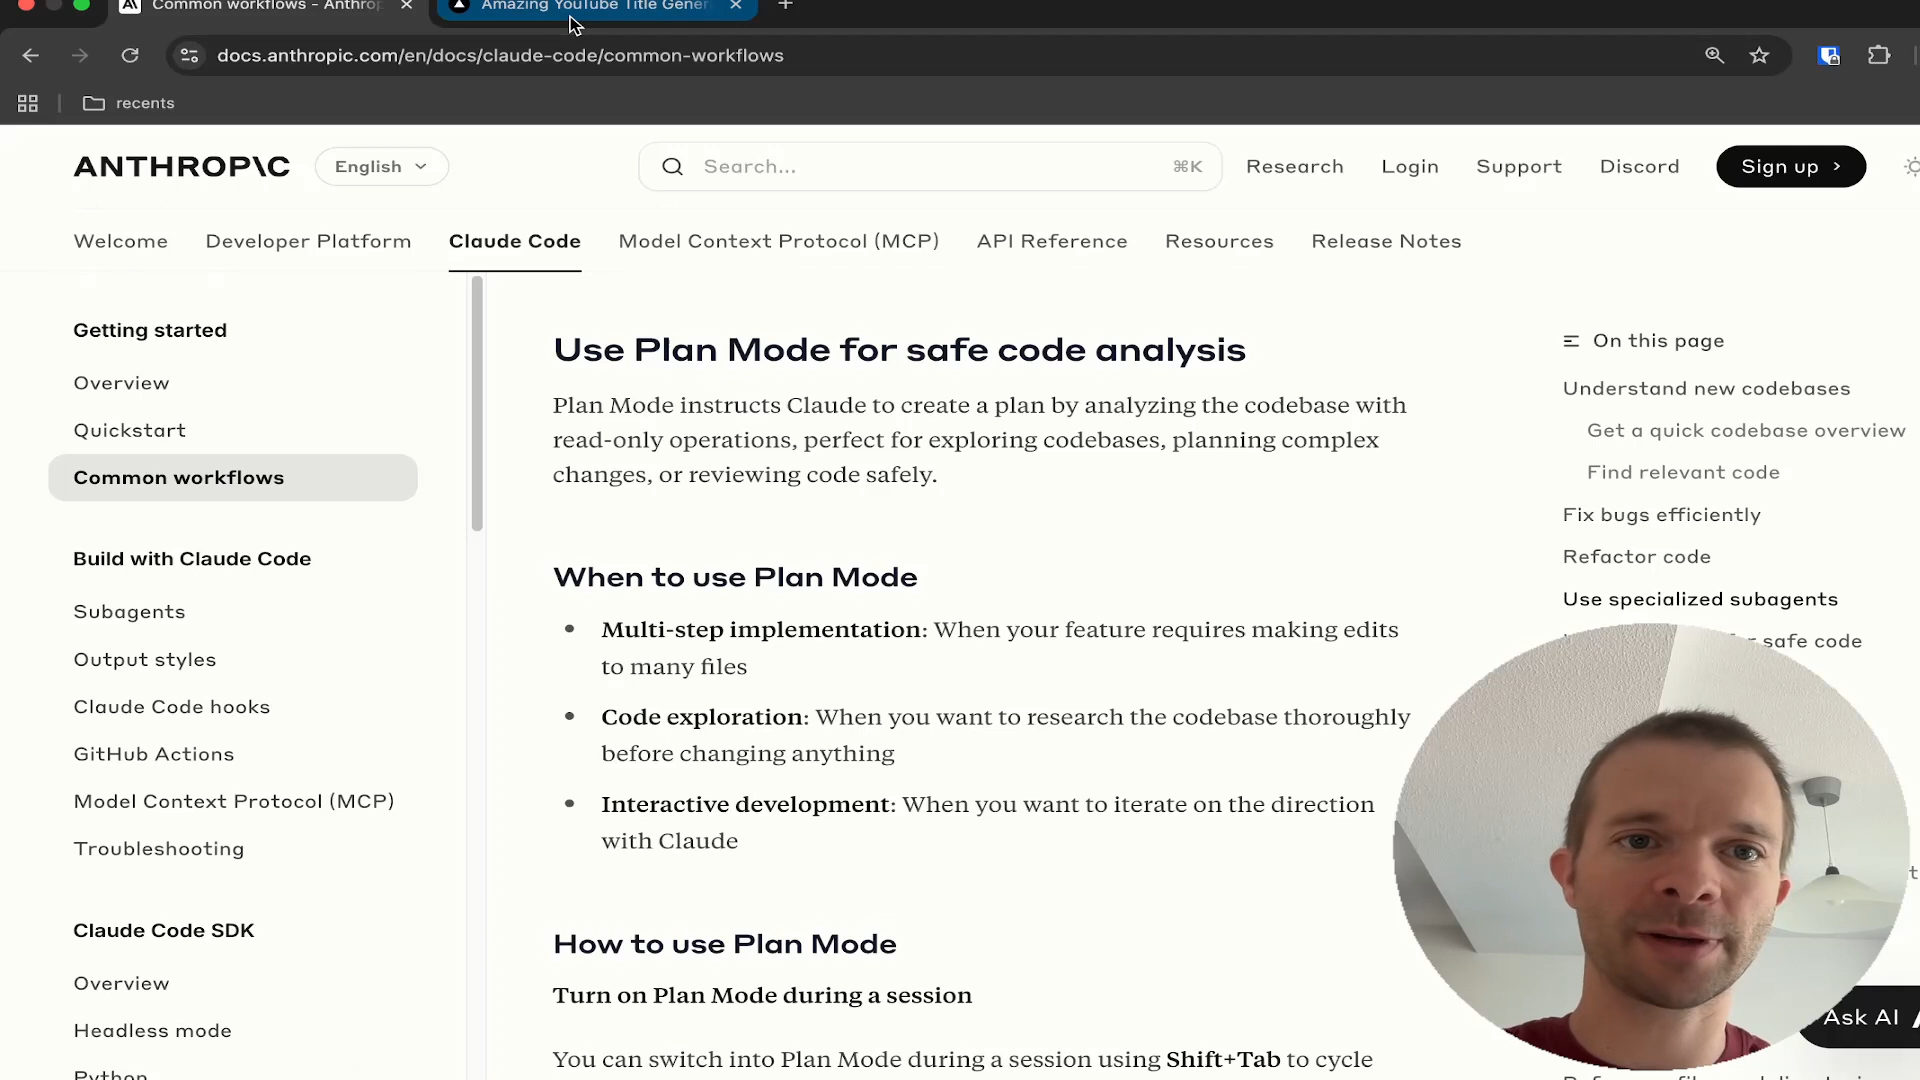 Common workflows - Anthrop
Amazing YouTube Title Gener
docs.anthropic.com/en/docs/claude-code/common-workflows
recents
ANTHROP\C
English
Search...
⌘K
Research
Login
Support
Discord
Sign up
Welcome
Developer Platform
Claude Code
Model Context Protocol (MCP)
API Reference
Resources
Release Notes
Getting started
Overview
Quickstart
Common workflows
Build with Claude Code
Subagents
Output styles
Claude Code hooks
GitHub Actions
Model Context Protocol (MCP)
Troubleshooting
Claude Code SDK
Overview
Headless mode
Python
Use Plan Mode for safe code analysis
Plan Mode instructs Claude to create a plan by analyzing the codebase with
read-only operations, perfect for exploring codebases, planning complex
changes, or reviewing code safely.
When to use Plan Mode
• Multi-step implementation: When your feature requires making edits
to many files
• Code exploration: When you want to research the codebase thoroughly
before changing anything
• Interactive development: When you want to iterate on the direction
with Claude
How to use Plan Mode
Turn on Plan Mode during a session
You can switch into Plan Mode during a session using Shift+Tab to cycle
On this page
Understand new codebases
Get a quick codebase overview
Find relevant code
Fix bugs efficiently
Refactor code
Use specialized subagents
safe code
Ask AI